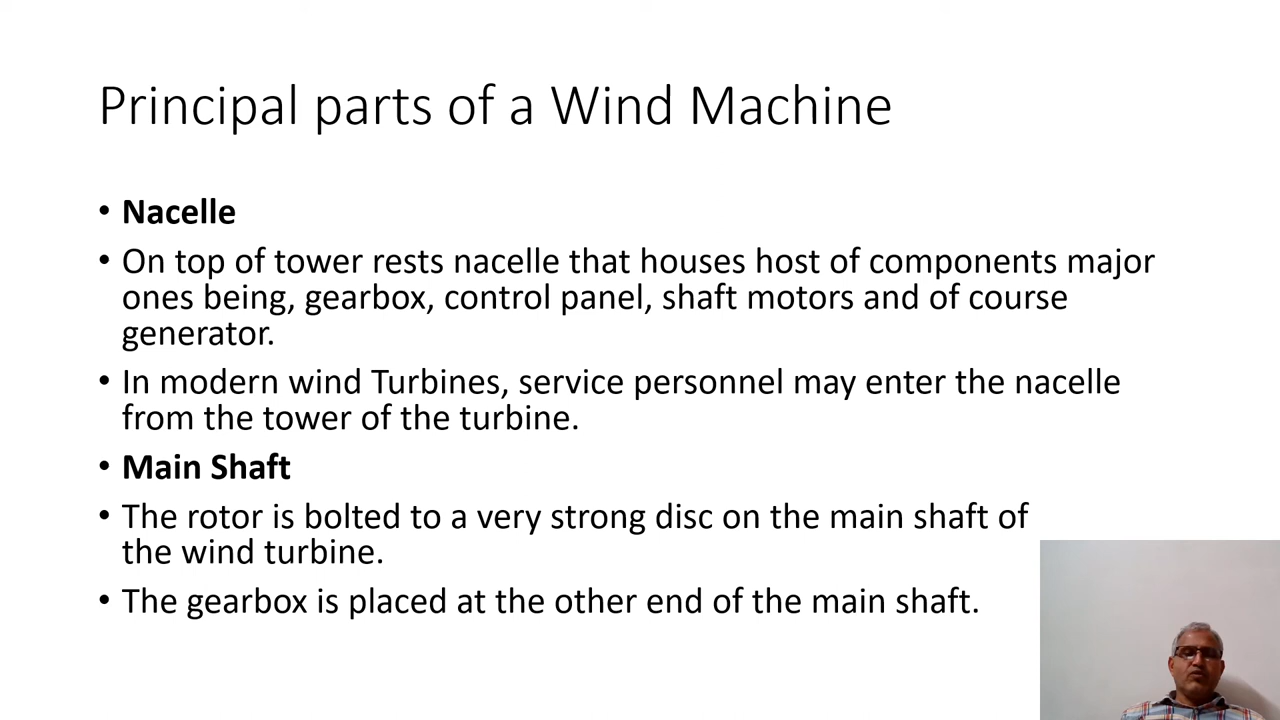 Principal parts of a Wind Machine
• Nacelle
• On top of tower rests nacelle that houses host of components major
ones being, gearbox, control panel, shaft motors and of course
generator.
• In modern wind Turbines, service personnel may enter the nacelle
from the tower of the turbine.
• Main Shaft
• The rotor is bolted to a very strong disc on the main shaft of
the wind turbine.
• The gearbox is placed at the other end of the main shaft.